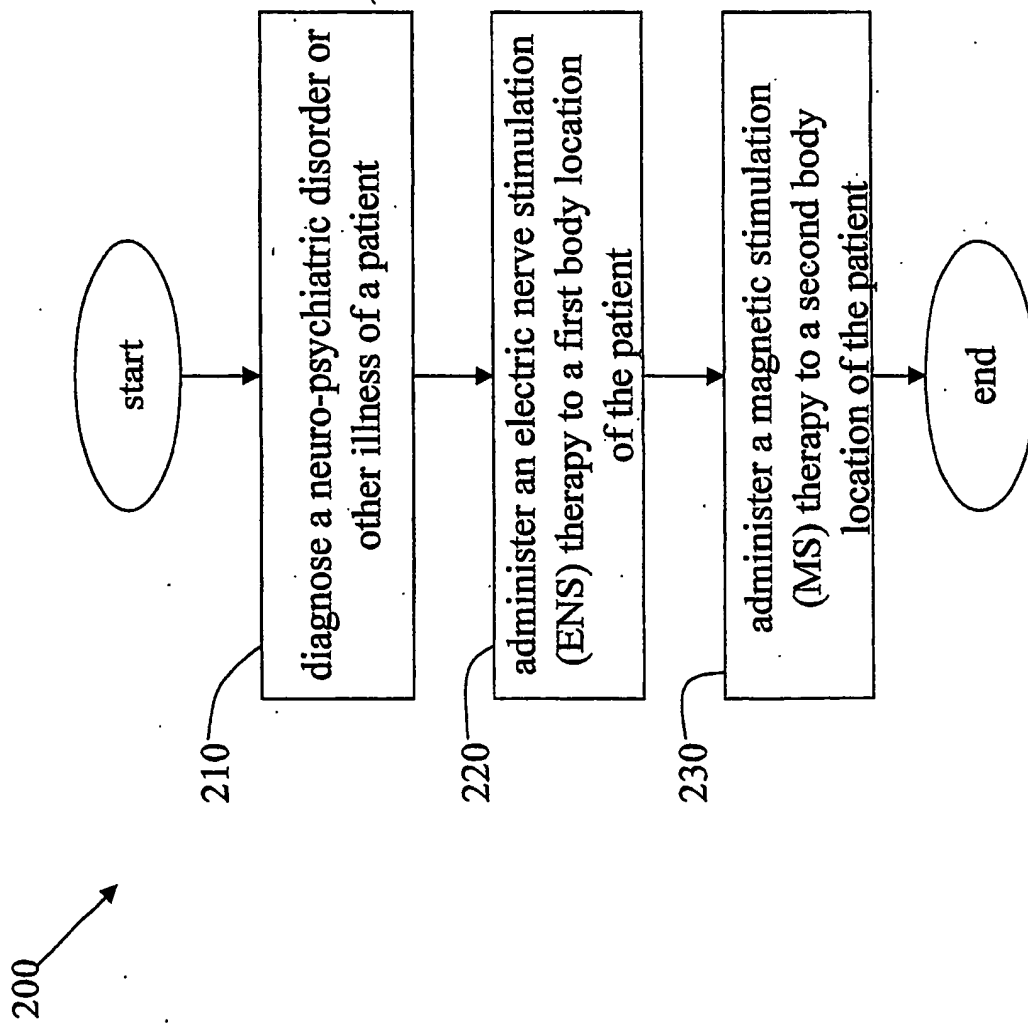 200
start
210
diagnose a neuro-psychiatric disorder or
other illness of a patient
220
administer an electric nerve stimulation
(ENS) therapy to a first body location
of the patient
230
administer a magnetic stimulation
(MS) therapy to a second body
location of the patient
end